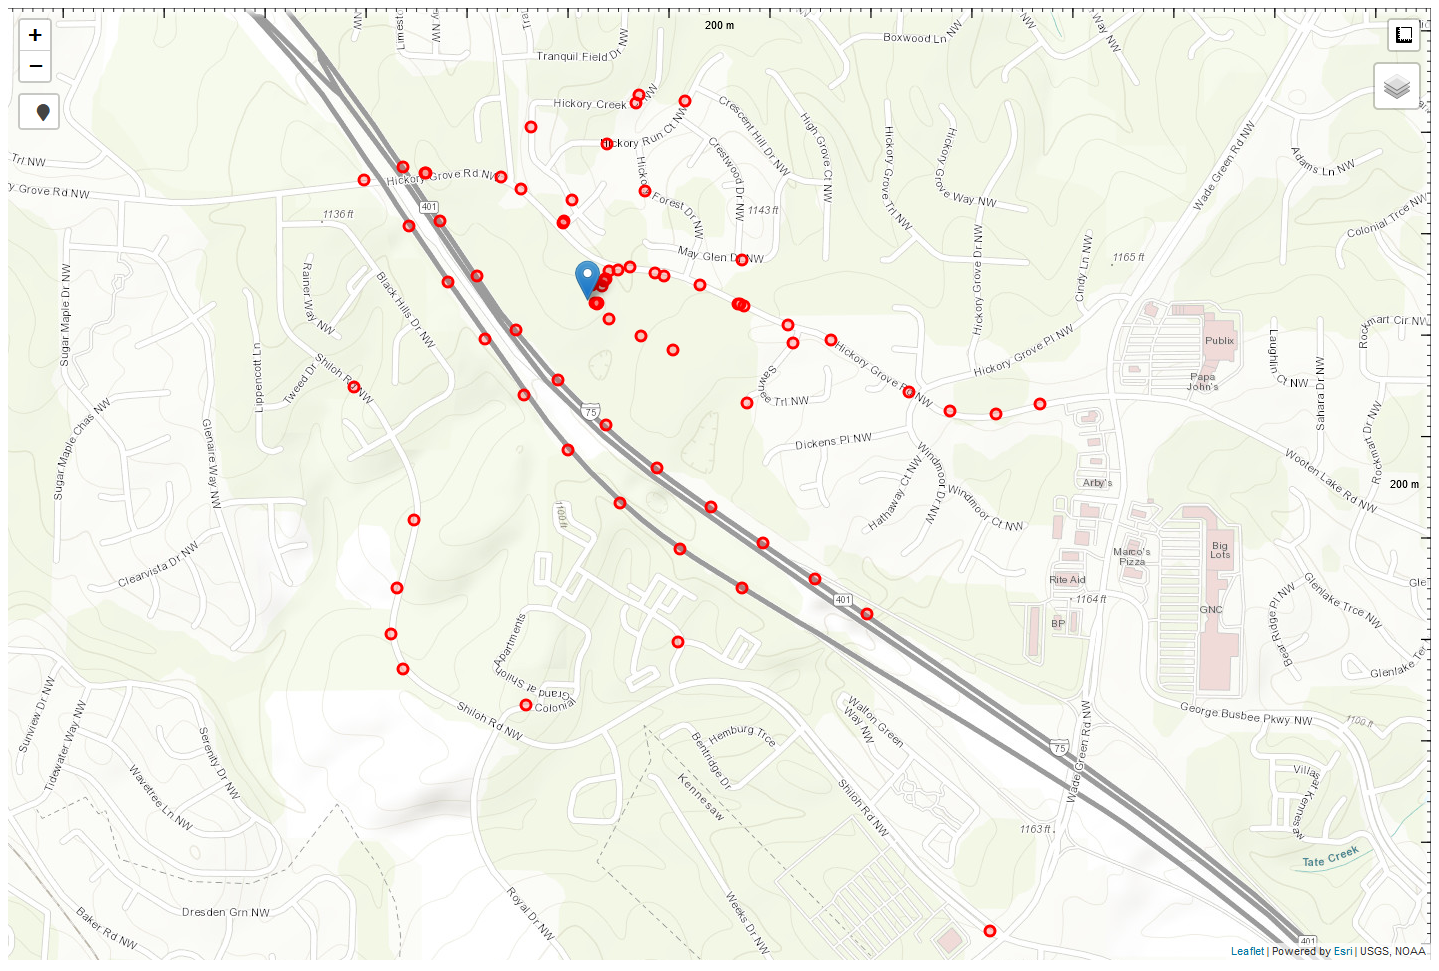 200 m
Boxwood Ln NW
Way NW
NW
Tranquil Field Dr NW
Limesto
ey NW
NW
Tra
+
−
Hickory Creek
NW
Hickory Run Ct NW
Crescent Hill Dr NW
High Grove Ct NW
Hickory Grove Trl NW
Hickory Grove Way NW
Wade Green Rd NW
Adams Ln NW
Crestwood Dr NW
Trl NW
y Grove Rd NW
Hickory Grove Rd NW
Hickory Forest Dr NW
401
1136 ft
1143 ft
Colonial Trce NW
May Glen Dr NW
1165 ft
Hickory Grove Dr NW
Cindy Ln NW
Sugar Maple Dr NW
Rainer Way NW
Black Hills Dr NW
Rockmart Cir NW
Publix
Papa
John's
Laughlin
Ct NW
Sahara Dr NW
Hickory Grove Pl NW
Hickory Grove Rd NW
Lippencott Ln
Tweed Dr
Shiloh Rd NW
Sawnee Trl NW
75
Sugar Maple Chas NW
Glenaire Way NW
Dickens Pl NW
Rockmart Dr NW
Wooten Lake Rd NW
200 m
Arby's
Windmoor Dr NW
Hathaway Ct NW
Windmoor Ct NW
1100 ft
Marco's
Pizza
Big
Lots
Clearvista Dr NW
Rite Aid
1164 ft
Glenlake Trce NW
Gle
401
GNC
BP
Bear Ridge Pl NW
Glenlake Ter
Apartments
Grand at Shiloh
Colonial
Shiloh Rd NW
Sunview Dr NW
Tidewater Way NW
Serenity Dr NW
Walton Green
Way NW
George Busbee Pkwy NW
1100 ft
Hemburg Trce
Bentridge Dr
Wade Green Rd NW
75
Wavetree Ln NW
Kennesaw
Shiloh Rd NW
Villas
at Kennesaw
1163 ft
Tate Creek
Dresden Grn NW
Baker Rd NW
Royal Dr NW
Weeks Dr NW
401
Leaflet | Powered by Esri | USGS, NOAA